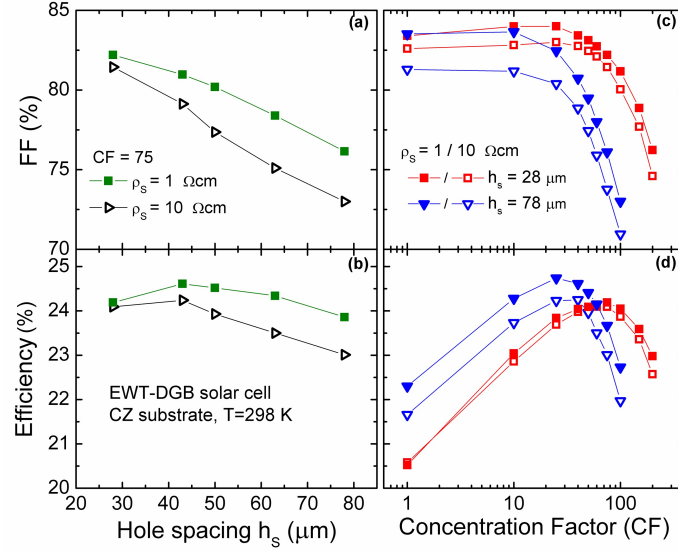 85
80
75
70
FF (%)
(a)
CF = 75
ρS = 1 Ωcm
ρS = 10 Ωcm
(c)
ρS = 1 / 10 Ωcm
/ hs = 28 μm
/ hs = 78 μm
25
24
23
22
21
20
Efficiency (%)
(b)
EWT-DGB solar cell
CZ substrate, T=298 K
(d)
20 30 40 50 60 70 80
Hole spacing hS (μm)
1 10 100
Concentration Factor (CF)